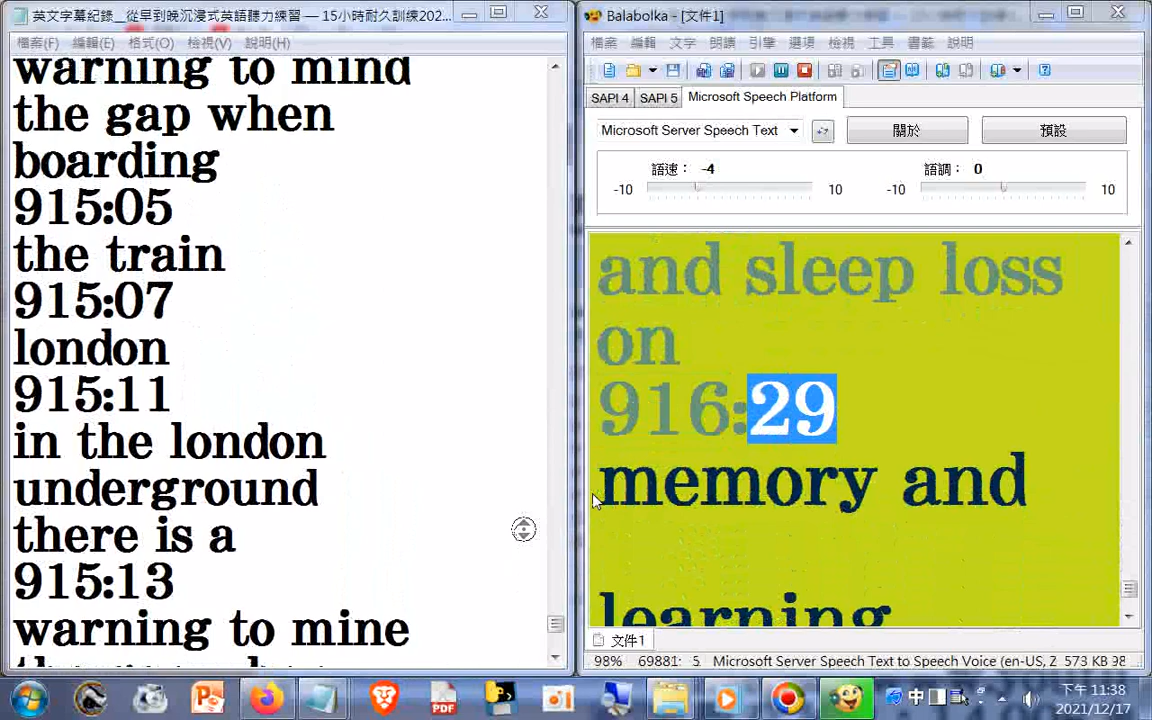 英文字幕紀錄__從早到晚沉浸式英語聽力練習 — 15小時耐久訓練202...
檔案(F) 編輯(E) 格式(O) 檢視(V) 說明(H)
warning to mind
the gap when
boarding
915:05
the train
915:07
london
915:11
in the london
underground
there is a
915:13
warning to mine
Balabolka - [文件1]
檔案 編輯 文字 朗讀 引擎 選項 檢視 工具 書籤 說明
SAPI 4 SAPI 5 Microsoft Speech Platform
Microsoft Server Speech Text 關於 預設
語速： -4 語調： 0
-10 10 -10 10
and sleep loss
on
916:29
memory and
learning
文件1
98% 69881: 5 Microsoft Server Speech Text to Speech Voice (en-US, Z 573 KB 98
PDF 中 下午 11:38
2021/12/17